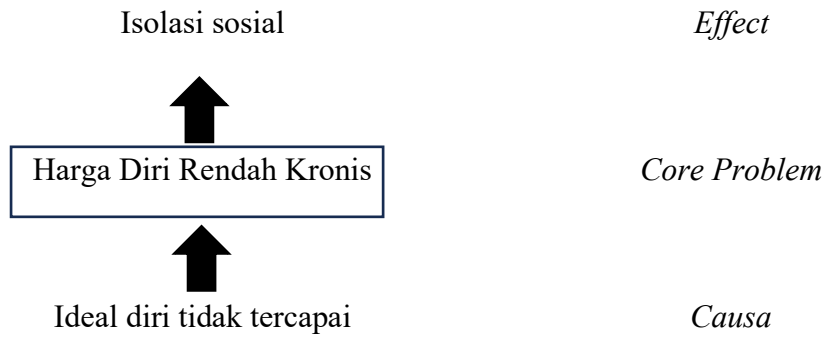 Isolasi sosial Effect
Harga Diri Rendah Kronis Core Problem
Ideal diri tidak tercapai Causa